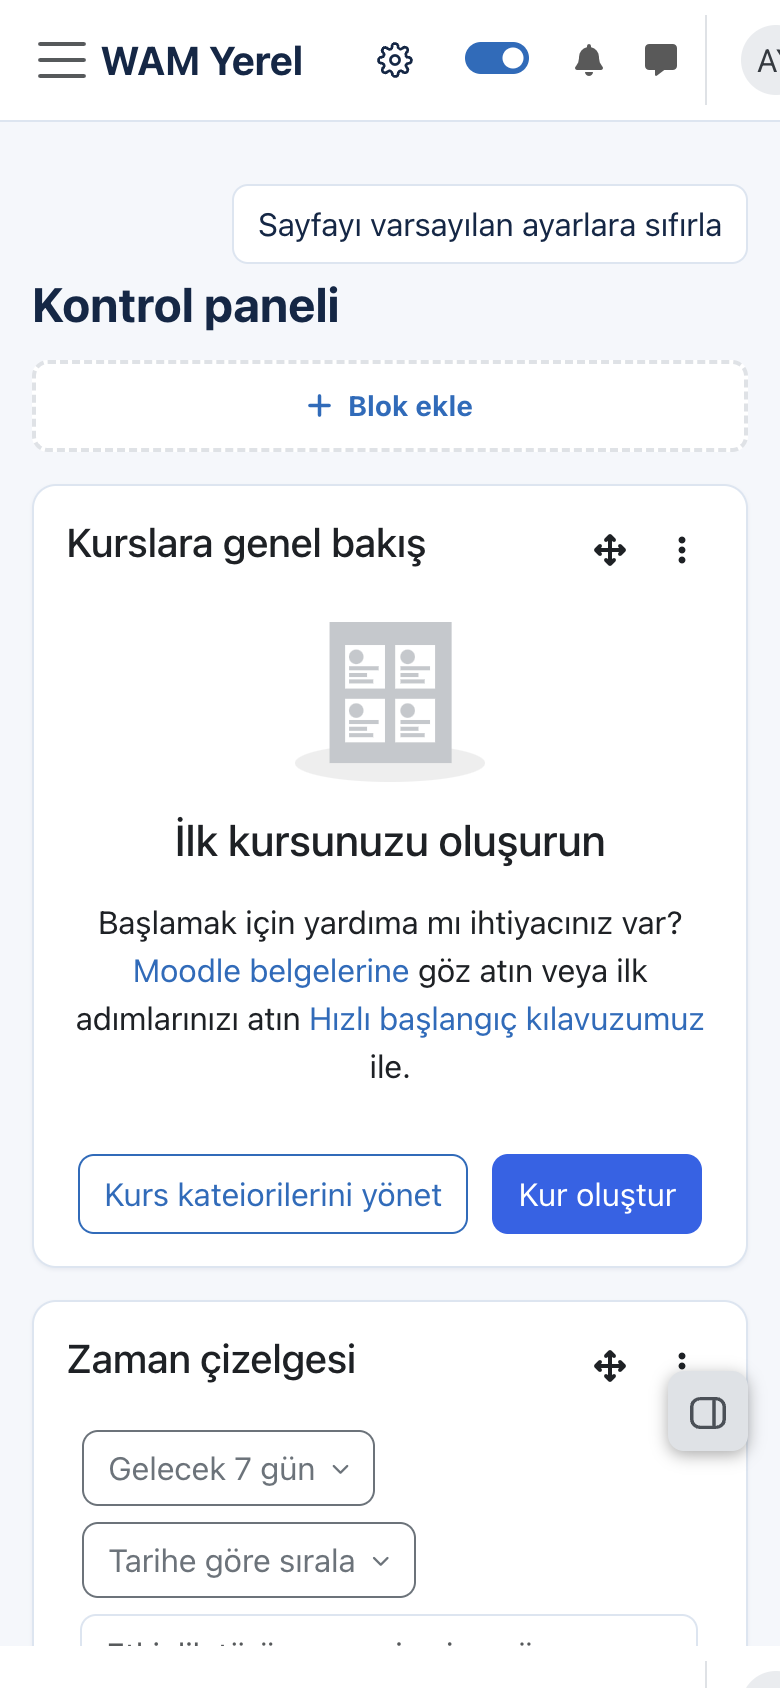 WAM Yerel
AY
Sayfayı varsayılan ayarlara sıfırla
Kontrol paneli
+ Blok ekle
Kurslara genel bakış
İlk kursunuzu oluşurun
Başlamak için yardıma mı ihtiyacınız var?
Moodle belgelerine göz atın veya ilk
adımlarınızı atın Hızlı başlangıç kılavuzumuz
ile.
Kurs kateiorilerini yönet
Kur oluştur
Zaman çizelgesi
Gelecek 7 gün
Tarihe göre sırala